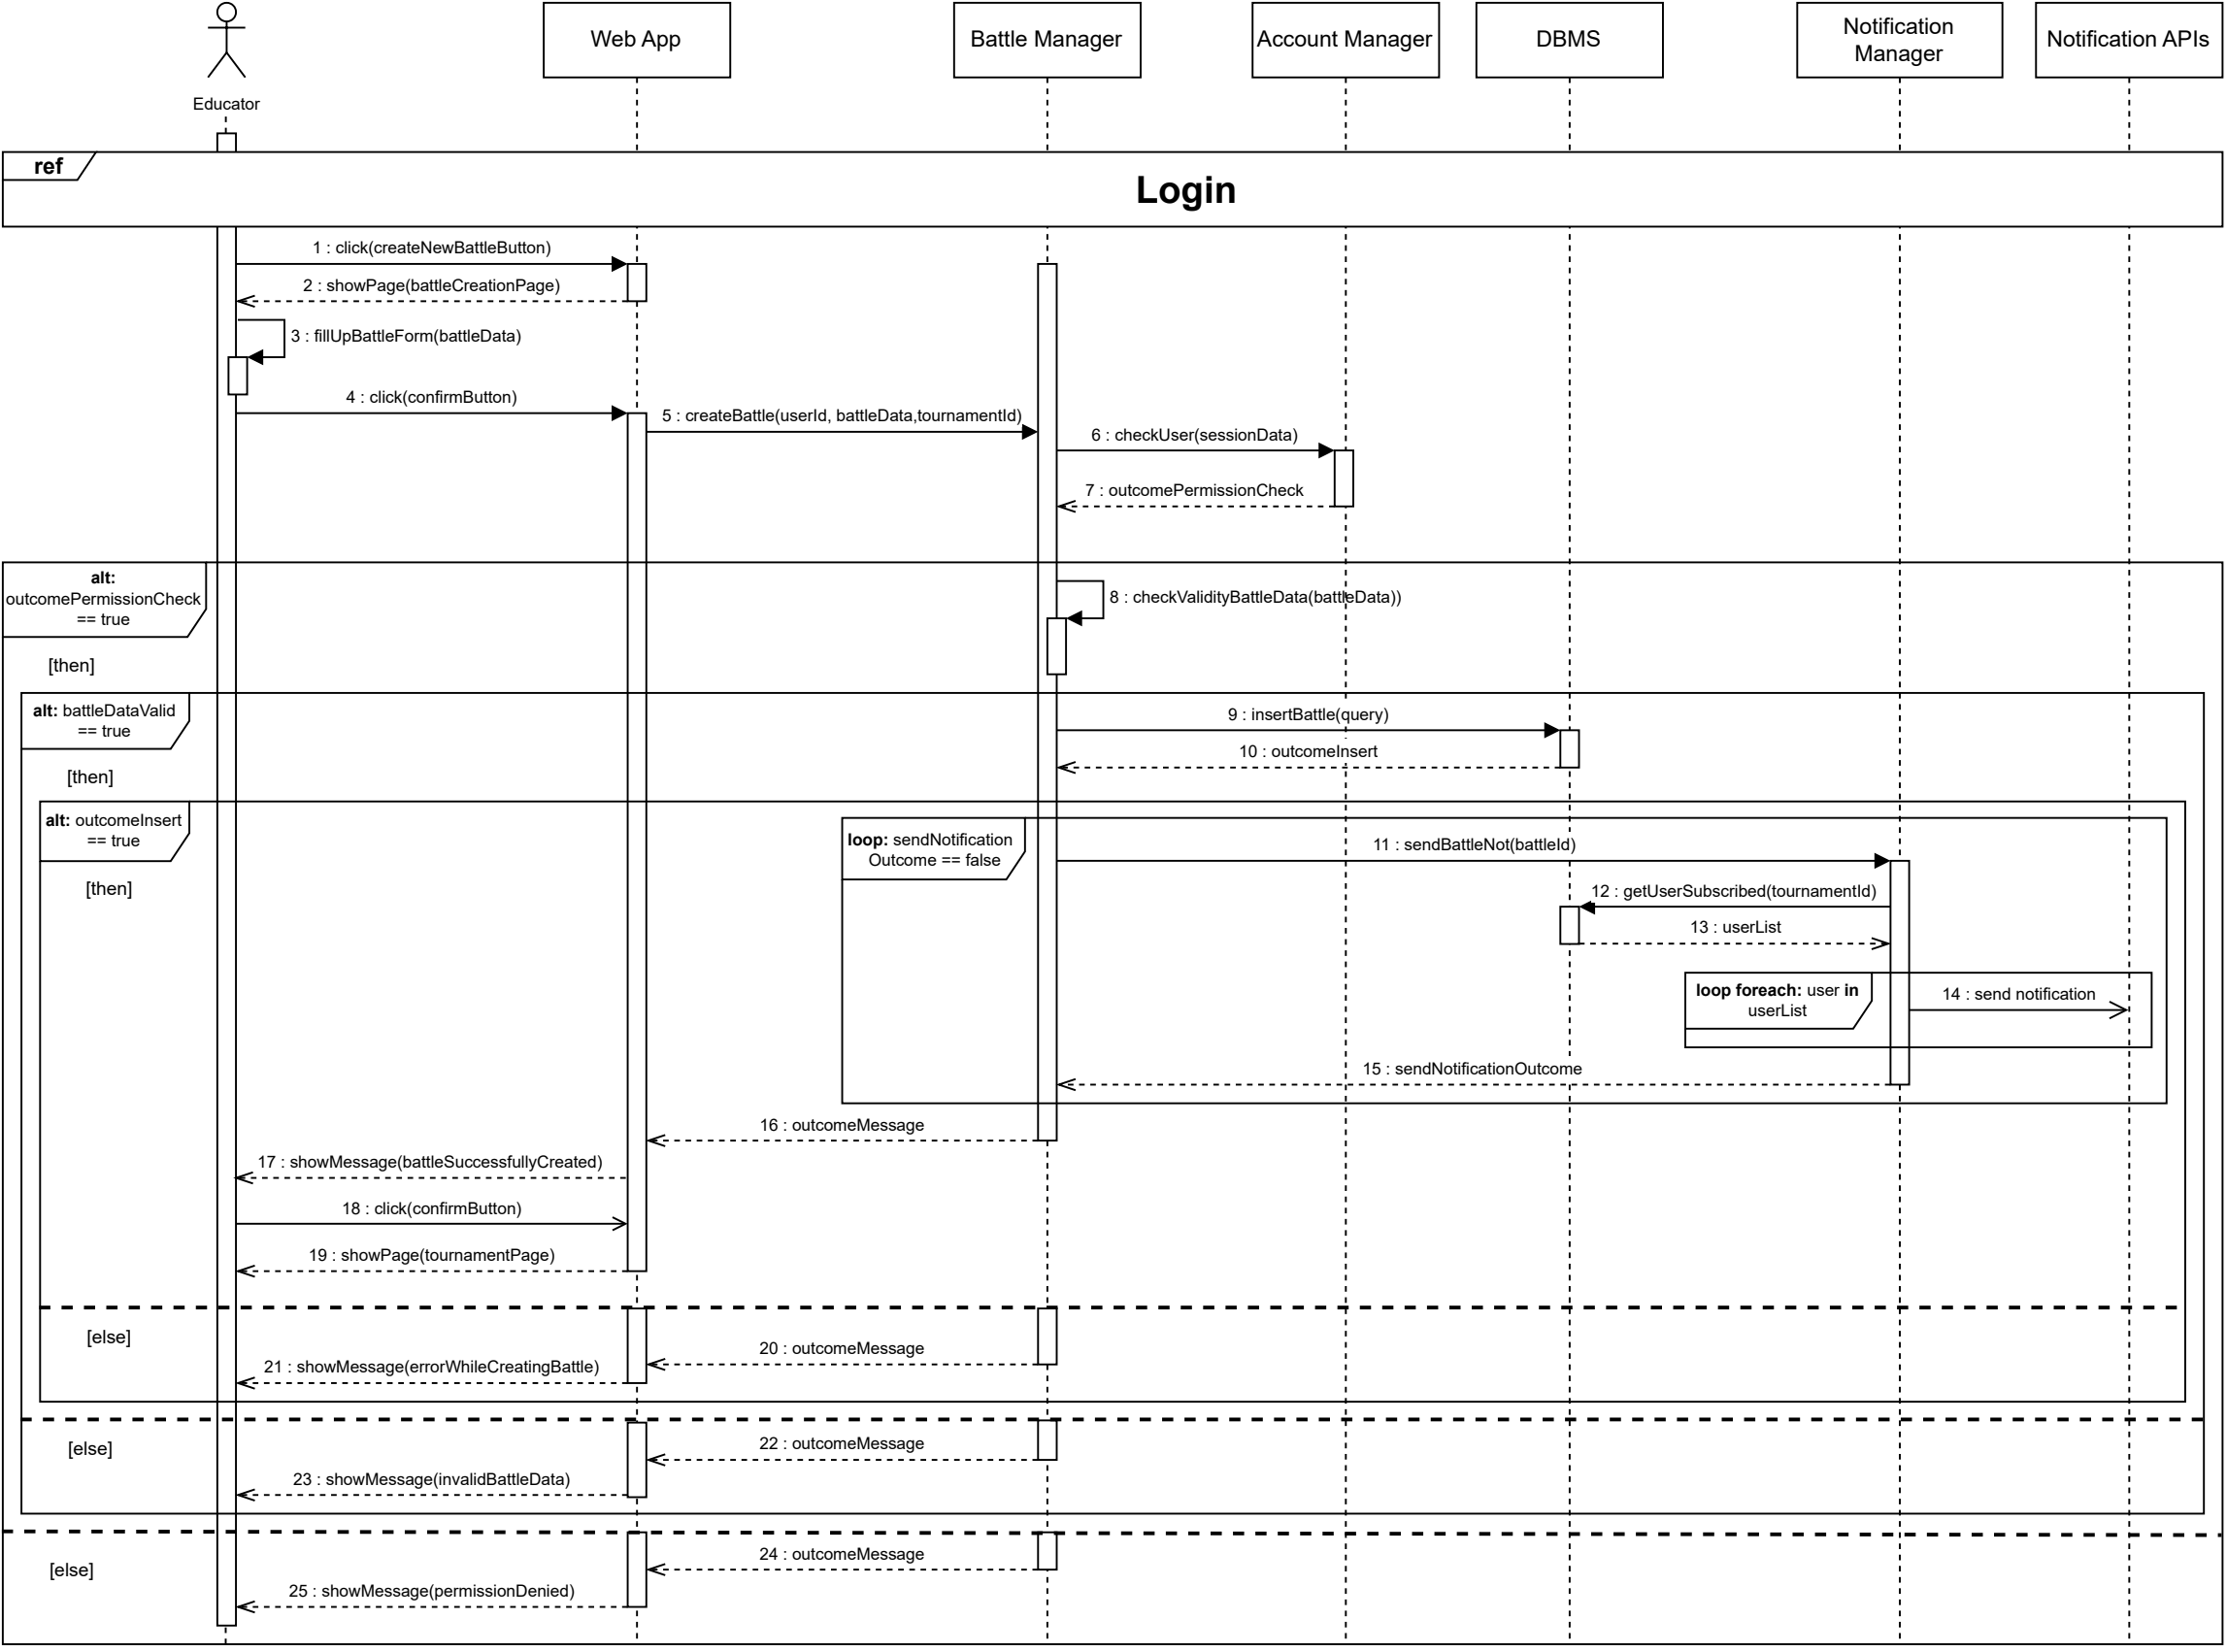 Web App
Battle Manager
Account Manager
DBMS
Notification
Manager
Notification APIs
Educator
ref
Login
1 : click(createNewBattleButton)
2 : showPage(battleCreationPage)
3 : fillUpBattleForm(battleData)
4 : click(confirmButton)
5 : createBattle(userId, battleData,tournamentId)
6 : checkUser(sessionData)
7 : outcomePermissionCheck
alt:
outcomePermissionCheck
== true
8 : checkValidityBattleData(battleData))
[then]
alt: battleDataValid
== true
9 : insertBattle(query)
10 : outcomeInsert
[then]
alt: outcomeInsert
== true
loop: sendNotification
Outcome == false
11 : sendBattleNot(battleId)
[then]
12 : getUserSubscribed(tournamentId)
13 : userList
loop foreach: user in
userList
14 : send notification
15 : sendNotificationOutcome
16 : outcomeMessage
17 : showMessage(battleSuccessfullyCreated)
18 : click(confirmButton)
19 : showPage(tournamentPage)
[else]
20 : outcomeMessage
21 : showMessage(errorWhileCreatingBattle)
[else]
22 : outcomeMessage
23 : showMessage(invalidBattleData)
[else]
24 : outcomeMessage
25 : showMessage(permissionDenied)